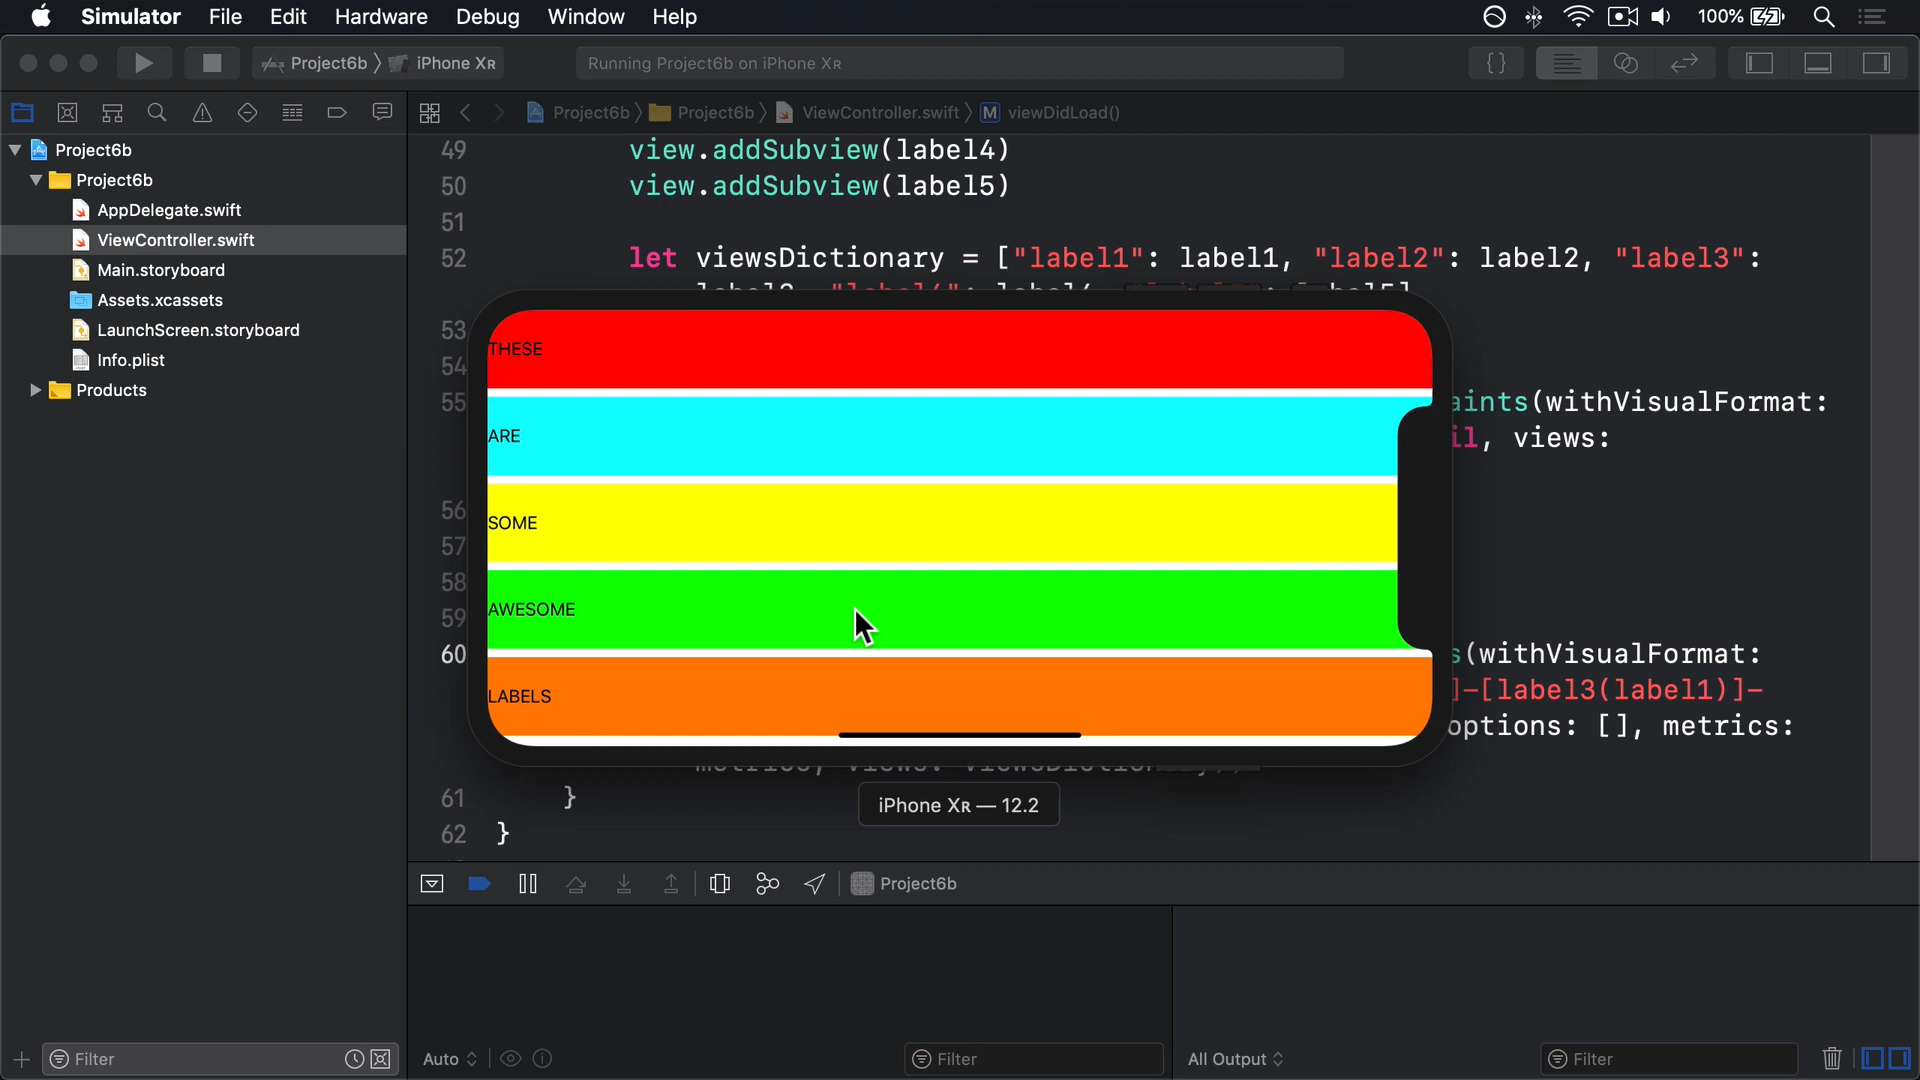 Simulator File Edit Hardware Debug Window Help 100%
Project6b iPhone XR Running Project6b on iPhone XR
Project6b Project6b ViewController.swift M viewDidLoad()
Project6b
Project6b
AppDelegate.swift
ViewController.swift
Main.storyboard
Assets.xcassets
LaunchScreen.storyboard
Info.plist
Products
49 view.addSubview(label4)
50 view.addSubview(label5)
51
52 let viewsDictionary = ["label1": label1, "label2": label2, "label3":
53
54
55 aints(withVisualFormat:
il, views:
56
57
58
59
60 s(withVisualFormat:
]-[label3(label1)]-
options: [], metrics:
metrics, views: viewsDictionary
61 }
62 }
THESE
ARE
SOME
AWESOME
LABELS
iPhone XR — 12.2
Project6b
Filter Auto Filter All Output Filter